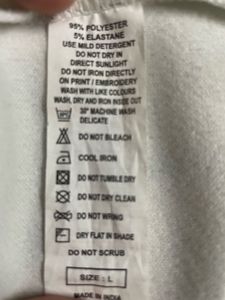 95% POLYESTER
5% ELASTANE
USE MILD DETERGENT
DO NOT DRY IN
DIRECT SUNLIGHT
DO NOT IRON DIRECTLY
ON PRINT / EMBROIDERY
WASH WITH LIKE COLOURS
WASH, DRY AND IRON INSIDE OUT
30° MACHINE WASH
DELICATE
DO NOT BLEACH
COOL IRON
DO NOT TUMBLE DRY
DO NOT DRY CLEAN
DO NOT WRING
DRY FLAT IN SHADE
DO NOT SCRUB
SIZE : L
MADE IN INDIA